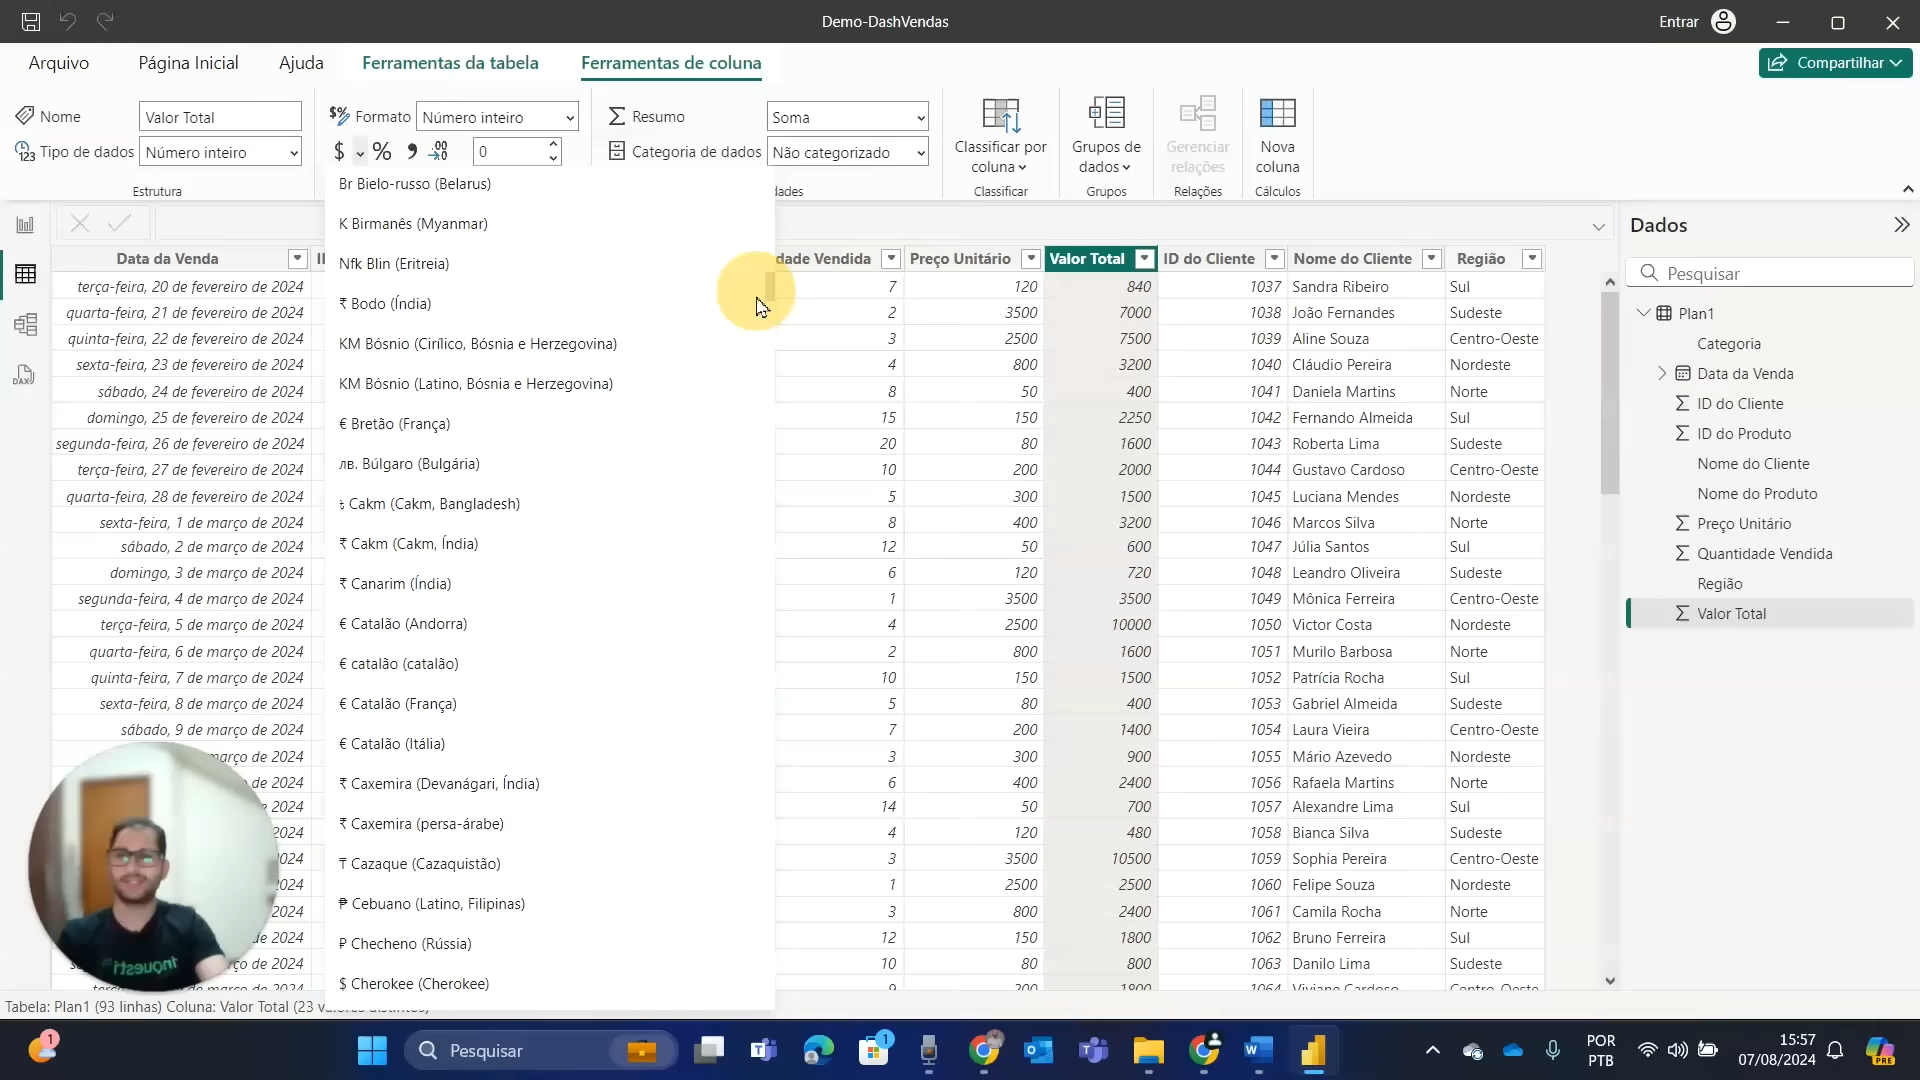 Demo-DashVendas
Entrar
Arquivo
Página Inicial
Ajuda
Ferramentas da tabela
Ferramentas de coluna
Compartilhar
Nome
Valor Total
Formato
Número inteiro
Resumo
Soma
Tipo de dados
Número inteiro
$ % 0
Categoria de dados
Não categorizado
Classificar por coluna
Grupos de dados
Gerenciar relações
Nova coluna
Estrutura
Classificar
Grupos
Relações
Cálculos
Br Bielo-russo (Belarus)
K Birmanês (Myanmar)
Nfk Blin (Eritreia)
₹ Bodo (Índia)
KM Bósnio (Cirílico, Bósnia e Herzegovina)
KM Bósnio (Latino, Bósnia e Herzegovina)
€ Bretão (França)
лв. Búlgaro (Bulgária)
Cakm (Cakm, Bangladesh)
₹ Cakm (Cakm, Índia)
₹ Canarim (Índia)
€ Catalão (Andorra)
€ catalão (catalão)
€ Catalão (França)
€ Catalão (Itália)
₹ Caxemira (Devanágari, Índia)
₹ Caxemira (persa-árabe)
₸ Cazaque (Cazaquistão)
₱ Cebuano (Latino, Filipinas)
₽ Checheno (Rússia)
$ Cherokee (Cherokee)
Data da Venda
dade Vendida Preço Unitário Valor Total ID do Cliente Nome do Cliente Região
terça-feira, 20 de fevereiro de 2024 7 120 840 1037 Sandra Ribeiro Sul
quarta-feira, 21 de fevereiro de 2024 2 3500 7000 1038 João Fernandes Sudeste
quinta-feira, 22 de fevereiro de 2024 3 2500 7500 1039 Aline Souza Centro-Oeste
sexta-feira, 23 de fevereiro de 2024 4 800 3200 1040 Cláudio Pereira Nordeste
sábado, 24 de fevereiro de 2024 8 50 400 1041 Daniela Martins Norte
domingo, 25 de fevereiro de 2024 15 150 2250 1042 Fernando Almeida Sul
segunda-feira, 26 de fevereiro de 2024 20 80 1600 1043 Roberta Lima Sudeste
terça-feira, 27 de fevereiro de 2024 10 200 2000 1044 Gustavo Cardoso Centro-Oeste
quarta-feira, 28 de fevereiro de 2024 5 300 1500 1045 Luciana Mendes Nordeste
sexta-feira, 1 de março de 2024 8 400 3200 1046 Marcos Silva Norte
sábado, 2 de março de 2024 12 50 600 1047 Júlia Santos Sul
domingo, 3 de março de 2024 6 120 720 1048 Leandro Oliveira Sudeste
segunda-feira, 4 de março de 2024 1 3500 3500 1049 Mônica Ferreira Centro-Oeste
terça-feira, 5 de março de 2024 4 2500 10000 1050 Victor Costa Nordeste
quarta-feira, 6 de março de 2024 2 800 1600 1051 Murilo Barbosa Norte
quinta-feira, 7 de março de 2024 10 150 1500 1052 Patrícia Rocha Sul
sexta-feira, 8 de março de 2024 5 80 400 1053 Gabriel Almeida Sudeste
sábado, 9 de março de 2024 7 200 1400 1054 Laura Vieira Centro-Oeste
março de 2024 3 300 900 1055 Mário Azevedo Nordeste
de 2024 6 400 2400 1056 Rafaela Martins Norte
2024 14 50 700 1057 Alexandre Lima Sul
2024 4 120 480 1058 Bianca Silva Sudeste
2024 3 3500 10500 1059 Sophia Pereira Centro-Oeste
2024 1 2500 2500 1060 Felipe Souza Nordeste
2024 3 800 2400 1061 Camila Rocha Norte
de 2024 12 150 1800 1062 Bruno Ferreira Sul
de 2024 10 80 800 1063 Danilo Lima Sudeste
9 200 1800 1064 Viviane Cardoso Centro-Oeste
Dados
Pesquisar
Plan1
Categoria
Data da Venda
ID do Cliente
ID do Produto
Nome do Cliente
Nome do Produto
Preço Unitário
Quantidade Vendida
Região
Valor Total
Tabela: Plan1 (93 linhas) Coluna: Valor Total (23 valores distintos)
Pesquisar
POR
PTB
15:57
07/08/2024